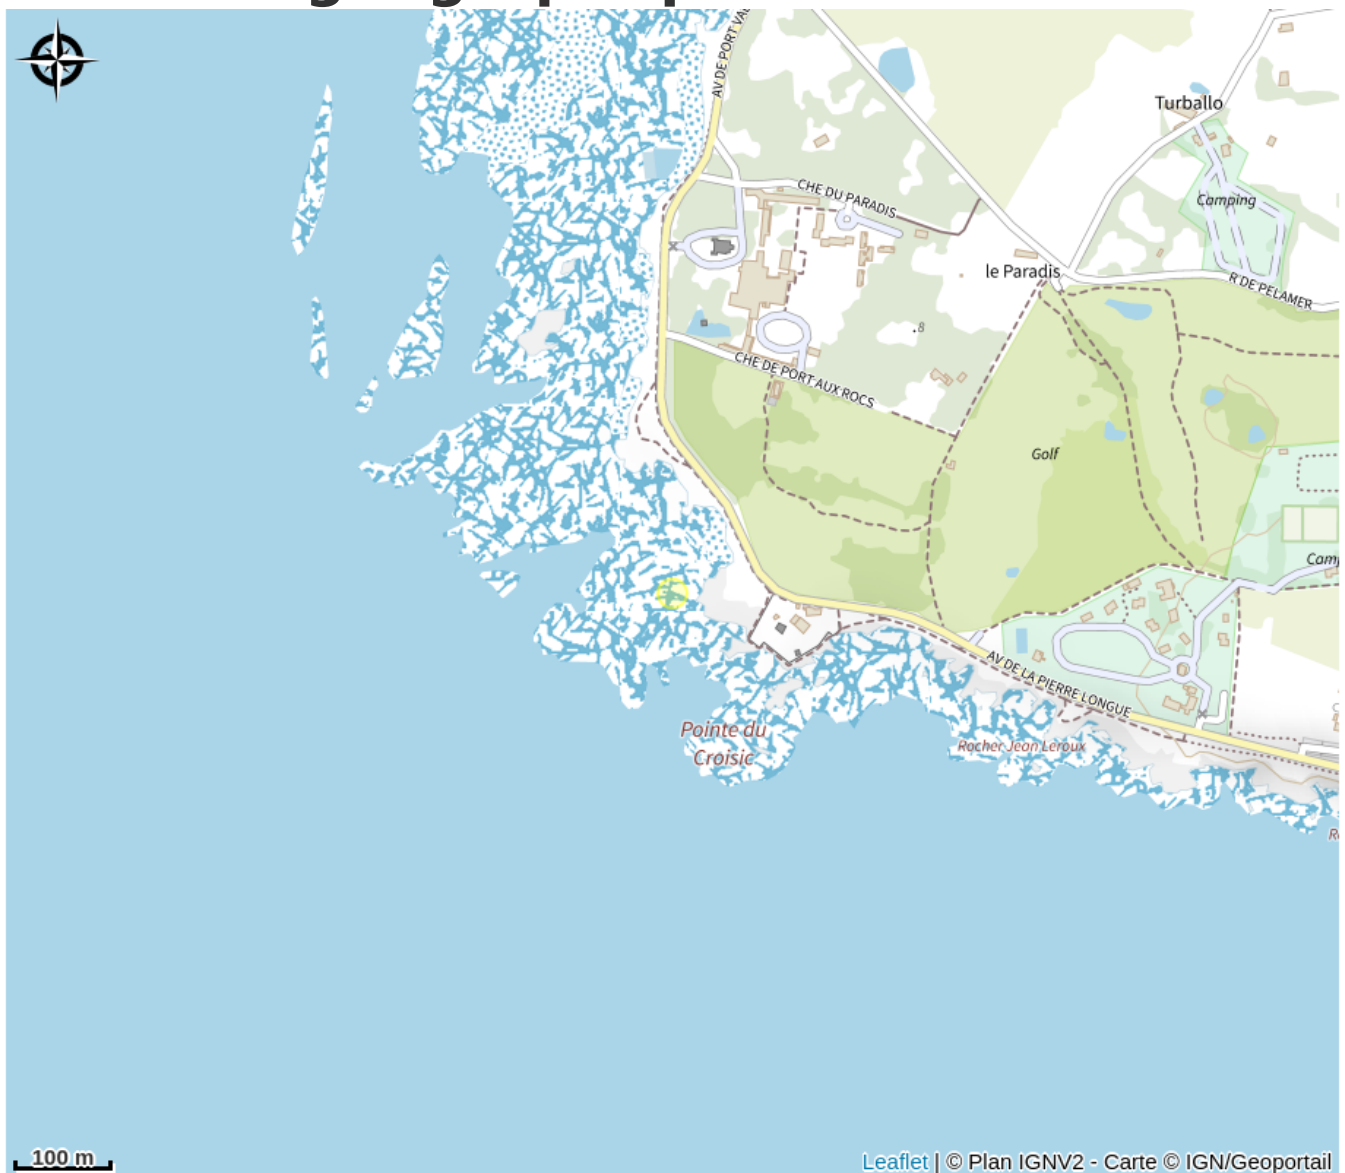 AV DE PORT VAL
Turballo
CHE DU PARADIS
Camping
le Paradis
R DE PELAMER
.8
CHE DE PORT AUX ROCS
Golf
Camp
AV DE LA PIERRE LONGUE
Pointe du
Croisic
Rocher Jean Leroux
100 m
Leaflet | © Plan IGNV2 - Carte © IGN/Geoportail